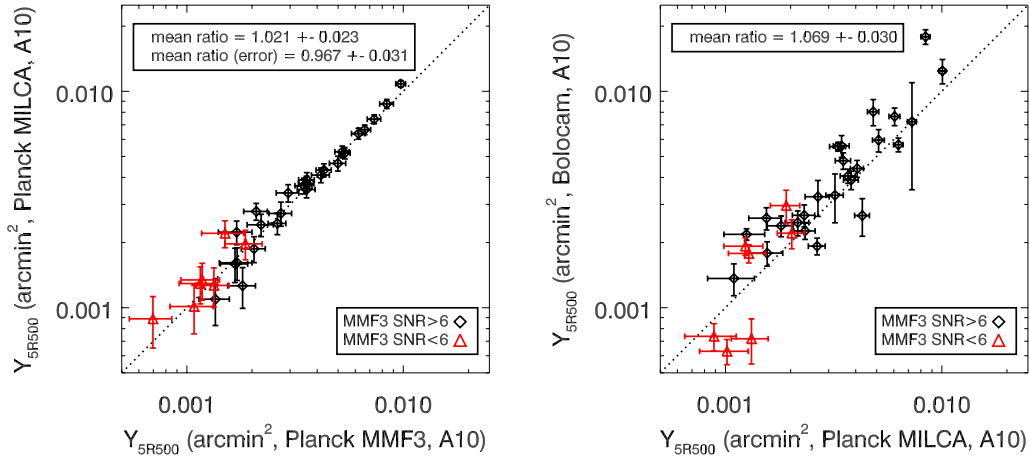 mean ratio = 1.021 +- 0.023
mean ratio (error) = 0.967 +- 0.031
Y5R500 (arcmin2, Planck MILCA, A10)
0.010
0.001
MMF3 SNR>6
MMF3 SNR<6
0.001
0.010
Y5R500 (arcmin2, Planck MMF3, A10)
mean ratio = 1.069 +- 0.030
Y5R500 (arcmin2, Bolocam, A10)
0.010
0.001
MMF3 SNR>6
MMF3 SNR<6
0.001
0.010
Y5R500 (arcmin2, Planck MILCA, A10)